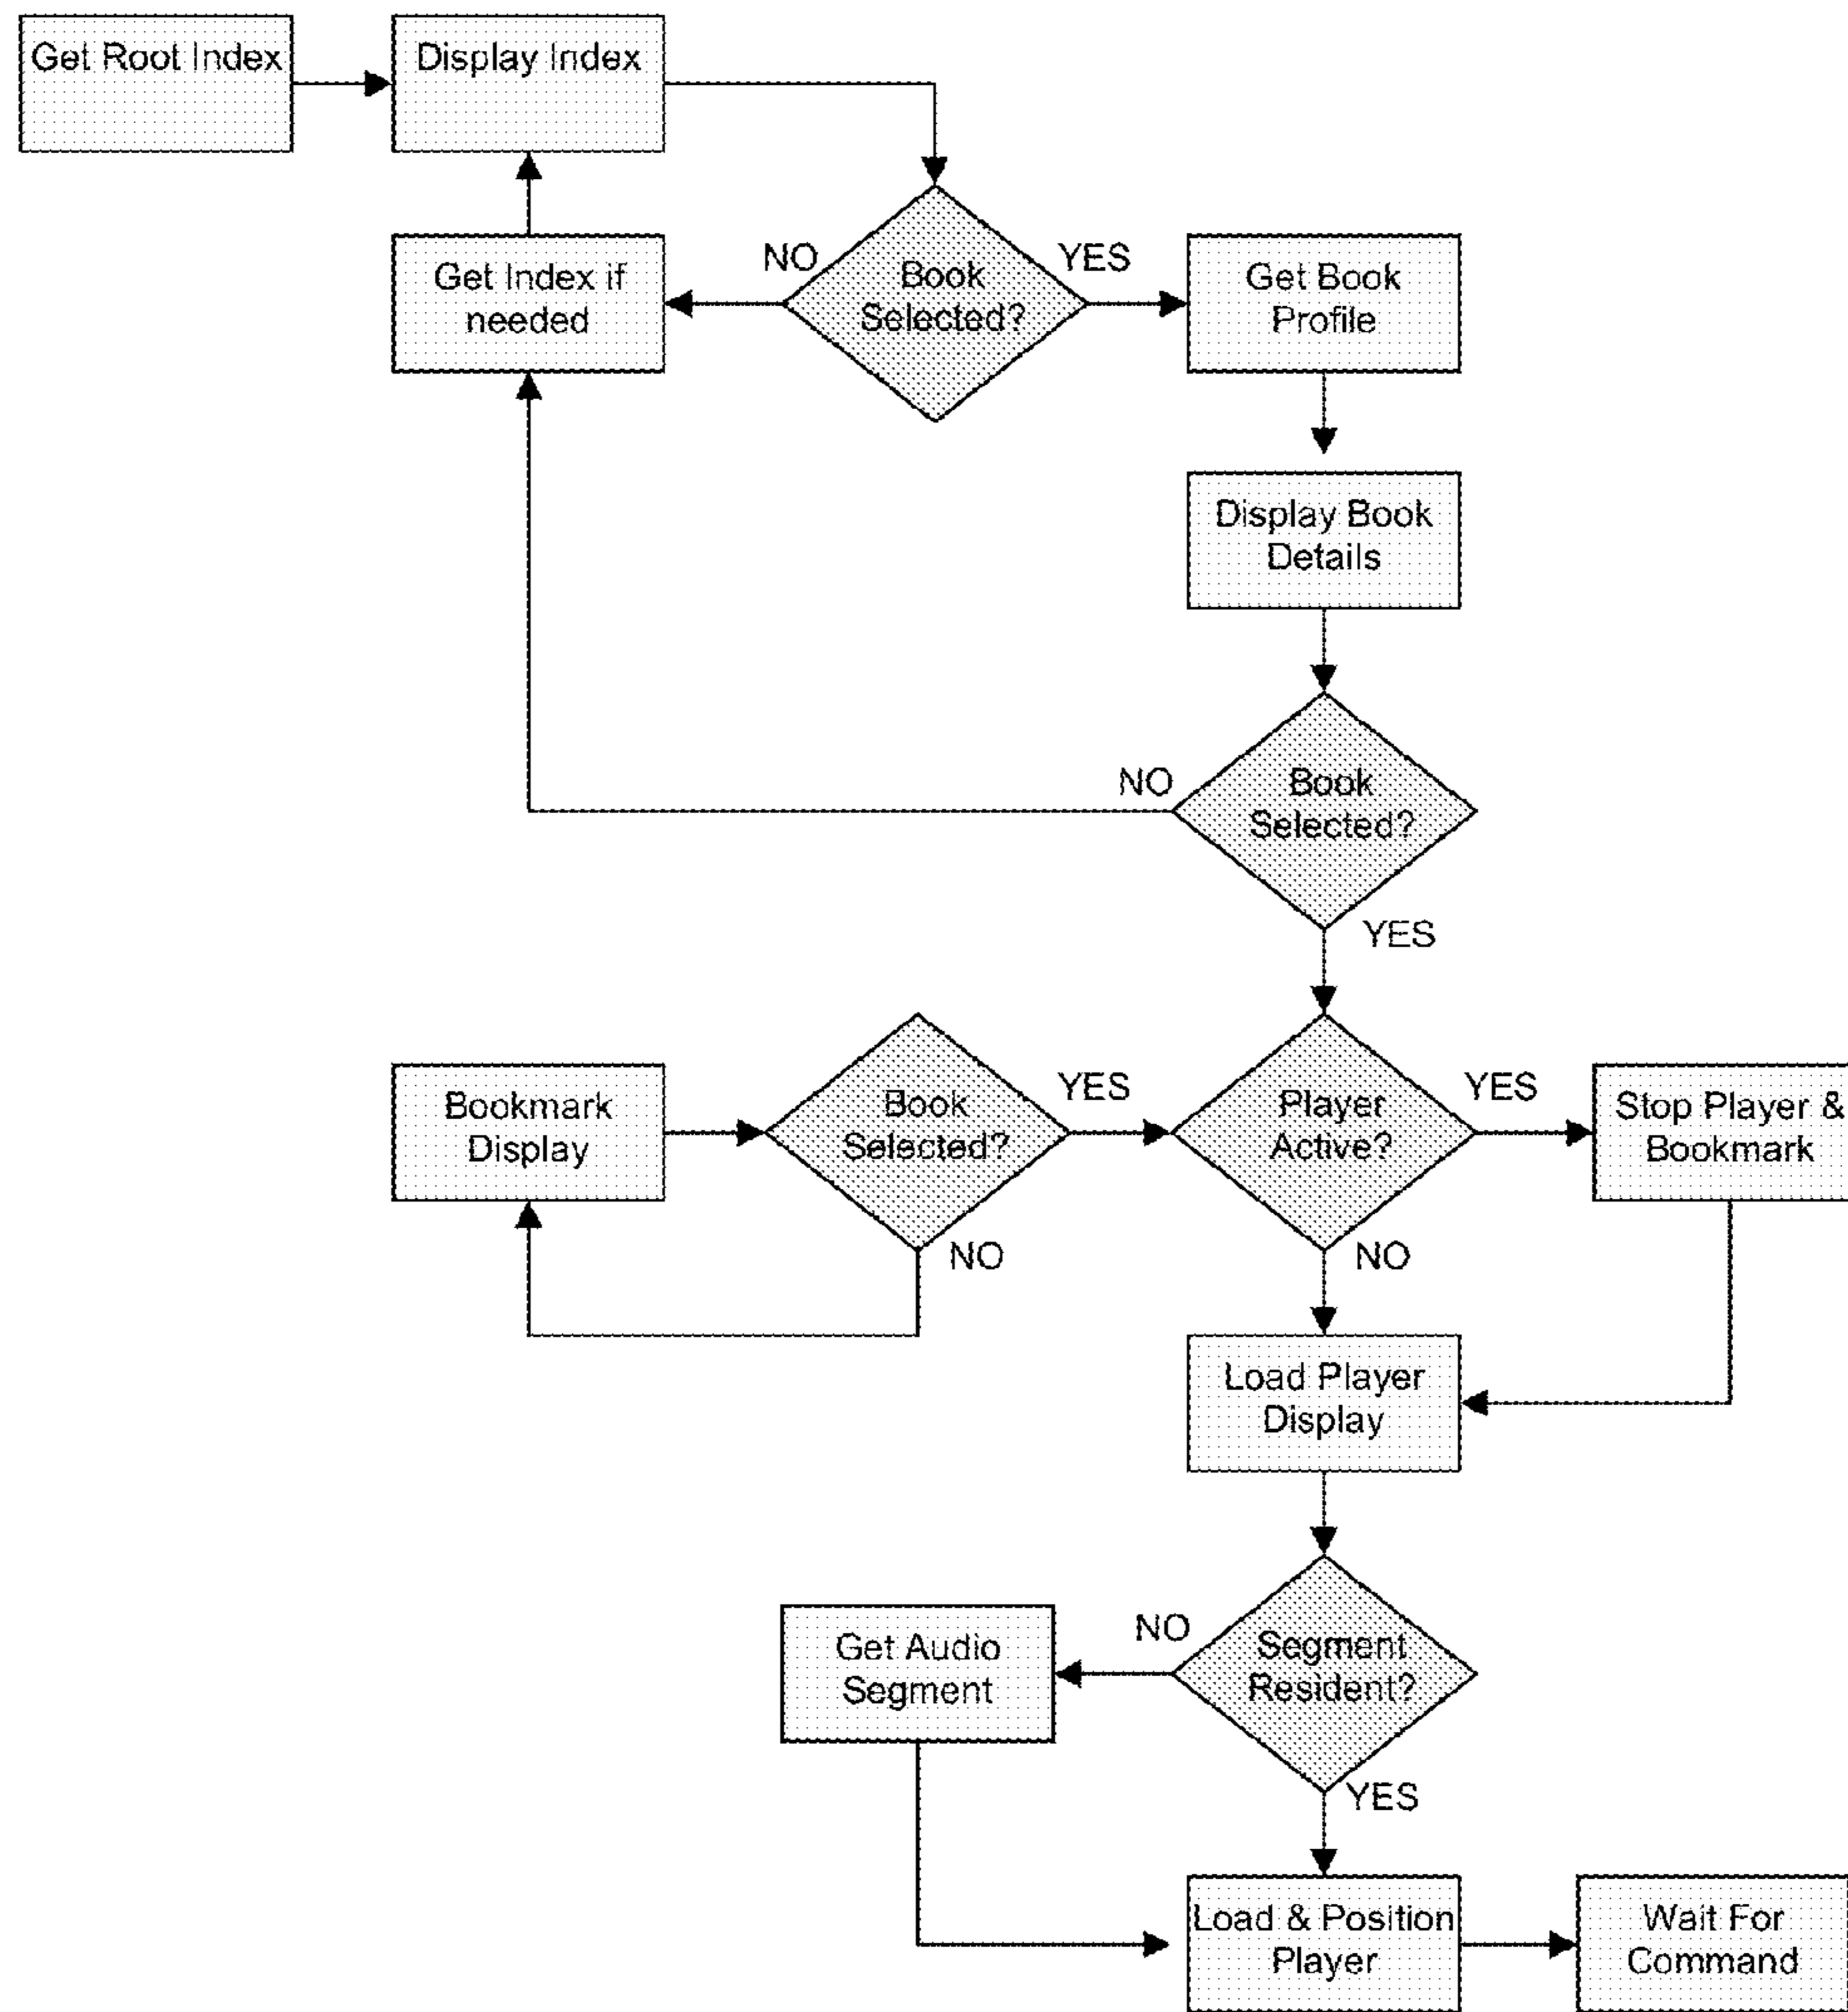 Get Root Index
Display Index
NO
Book
Selected?
YES
Get Index if
needed
Get Book
Profile
Display Book
Details
NO
Book
Selected?
YES
Bookmark
Display
Book
Selected?
YES
NO
Player
Active?
YES
NO
Stop Player &
Bookmark
Load Player
Display
Get Audio
Segment
NO
Segment
Resident?
YES
Load & Position
Player
Wait For
Command